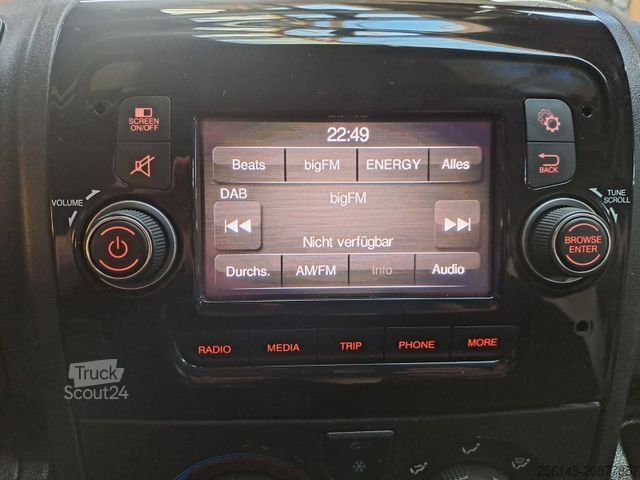 SCREEN
ON/OFF
22:49
Beats bigFM ENERGY Alles
BACK
VOLUME
DAB
bigFM
TUNE
SCROLL
BROWSE
ENTER
Nicht verfügbar
Durchs. AM/FM Info Audio
RADIO MEDIA TRIP PHONE MORE
Truck
Scout24